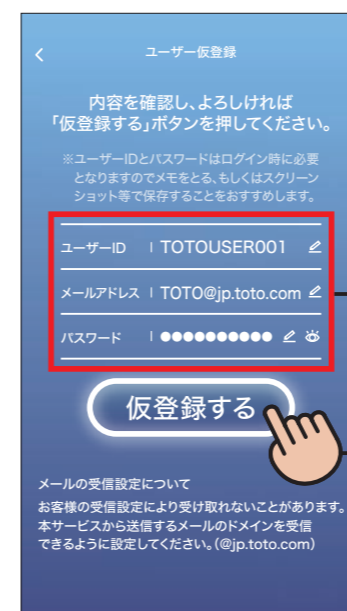 ユーザー仮登録
内容を確認し、よろしければ
「仮登録する」ボタンを押してください。
※ユーザーIDとパスワードはログイン時に必要
となりますのでメモをとる、もしくはスクリーン
ショット等で保存することをおすすめします。
ユーザーID | TOTOUSER001
メールアドレス | TOTO@jp.toto.com
パスワード | ●●●●●●●●●●
仮登録する
メールの受信設定について
お客様の受信設定により受け取れないことがあります。
本サービスから送信するメールのドメインを受信
できるように設定してください。(@jp.toto.com)